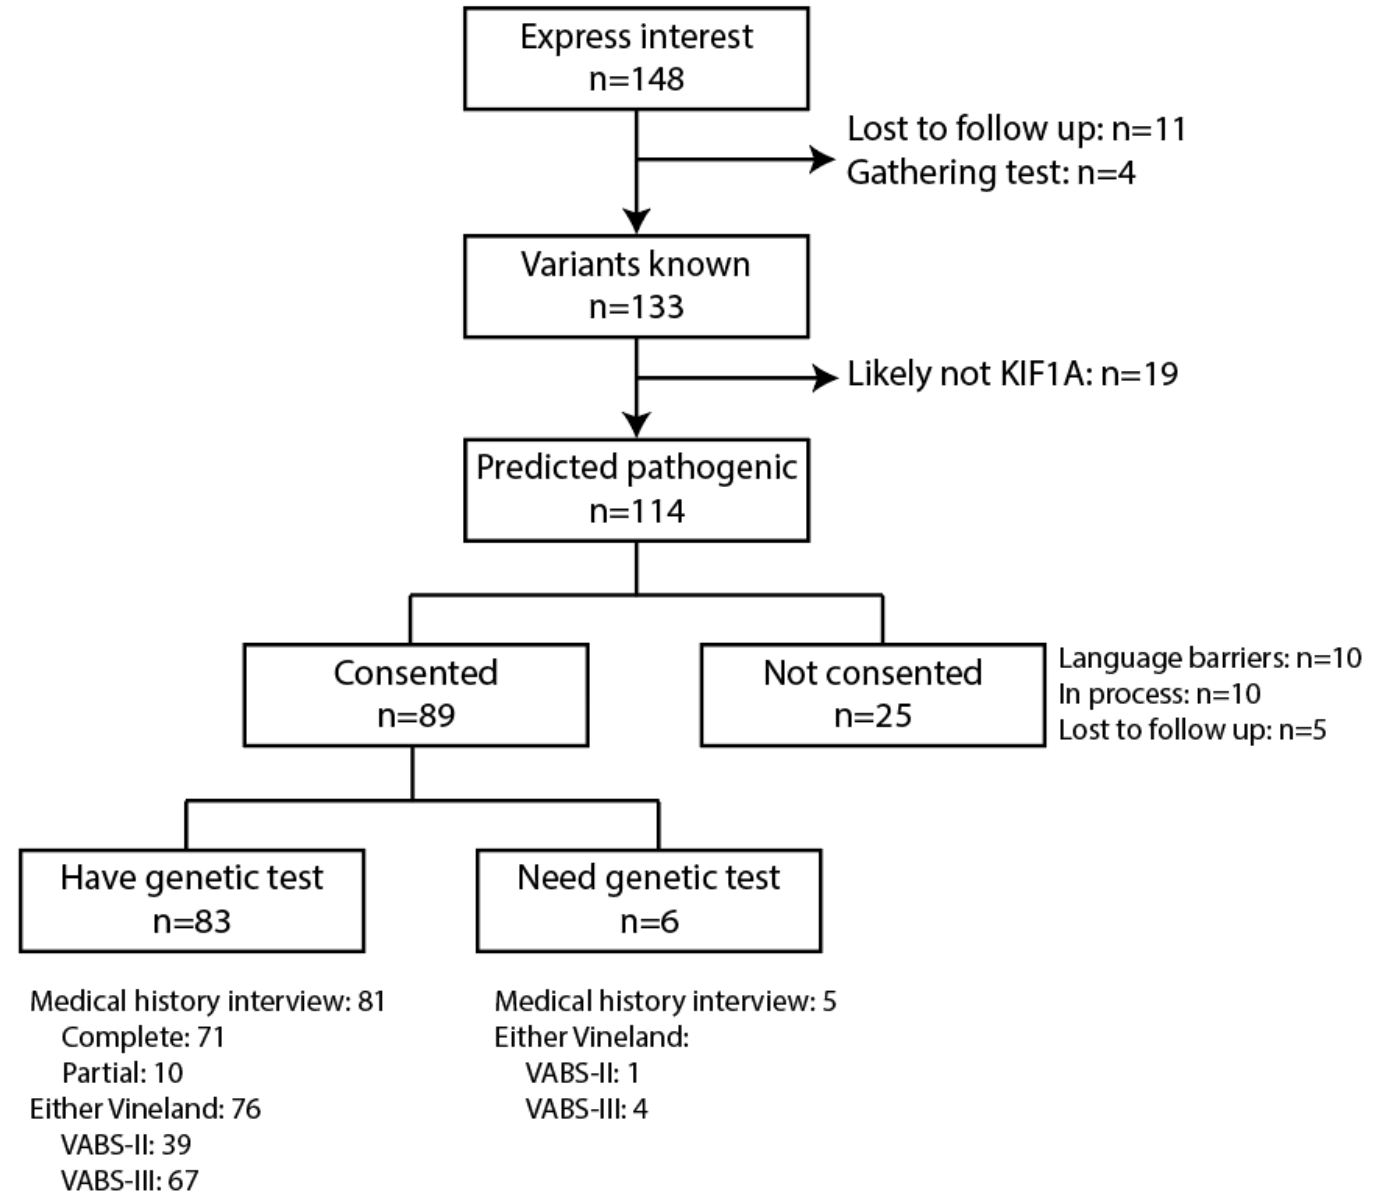 Express interest
n=148
Lost to follow up: n=11
Gathering test: n=4
Variants known
n=133
Likely not KIF1A: n=19
Predicted pathogenic
n=114
Consented
n=89
Not consented
n=25
Language barriers: n=10
In process: n=10
Lost to follow up: n=5
Have genetic test
n=83
Need genetic test
n=6
Medical history interview: 81
Complete: 71
Partial: 10
Either Vineland: 76
VABS-II: 39
VABS-III: 67
Medical history interview: 5
Either Vineland:
VABS-II: 1
VABS-III: 4